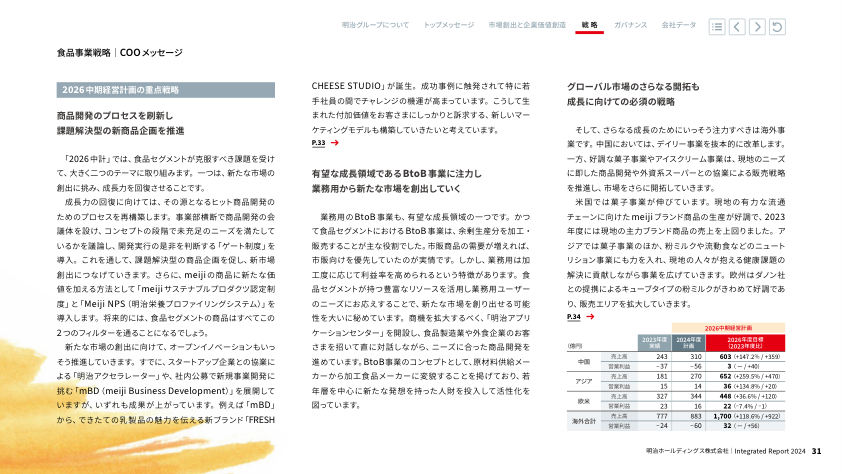 明治グループについて　トップメッセージ　市場創出と企業価値創造　戦 略　ガバナンス　会社データ
食品事業戦略｜COOメッセージ
2026中期経営計画の重点戦略
商品開発のプロセスを刷新し
課題解決型の新商品企画を推進
「2026中計」では、食品セグメントが克服すべき課題を受け
て、大きく二つのテーマに取り組みます。一つは、新たな市場の
創出に挑み、成長力を回復させることです。
成長力の回復に向けては、その源となるヒット商品開発の
ためのプロセスを再構築します。事業部横断で商品開発の会
議体を設け、コンセプトの段階で未充足のニーズを満たして
いるかを議論し、開発実行の是非を判断する「ゲート制度」を
導入。これを通して、課題解決型の商品企画を促し、新市場
創出につなげていきます。さらに、meijiの商品に新たな価
値を加える方法として「meijiサステナブルプロダクツ認定制
度」と「Meiji NPS（明治栄養プロファイリングシステム）」を
導入します。将来的には、食品セグメントの商品はすべてこの
2つのフィルターを通ることになるでしょう。
新たな市場の創出に向けて、オープンイノベーションもいっ
そう推進していきます。すでに、スタートアップ企業との協業に
よる「明治アクセラレーター」や、社内公募で新規事業開発に
挑む「mBD（meiji Business Development）」を展開して
いますが、いずれも成果が上がっています。例えば「mBD」
から、できたての乳製品の魅力を伝える新ブランド「FRESH
CHEESE STUDIO」が誕生。成功事例に触発されて特に若
手社員の間でチャレンジの機運が高まっています。こうして生
まれた付加価値をお客さまにしっかりと訴求する、新しいマー
ケティングモデルも構築していきたいと考えています。
P.33 →
有望な成長領域であるBtoB事業に注力し
業務用から新たな市場を創出していく
業務用のBtoB事業も、有望な成長領域の一つです。かつ
て食品セグメントにおけるBtoB事業は、余剰生産分を加工・
販売することが主な役割でした。市販商品の需要が増えれば、
市販向けを優先していたのが実情です。しかし、業務用は加
工度に応じて利益率を高められるという特徴があります。食
品セグメントが持つ豊富なリソースを活用し業務用ユーザー
のニーズにお応えすることで、新たな市場を創り出せる可能
性を大いに秘めています。商機を拡大するべく、「明治アプリ
ケーションセンター」を開設し、食品製造業や外食企業のお客
さまを招いて直に対話しながら、ニーズに合った商品開発を
進めています。BtoB事業のコンセプトとして、原材料供給メー
カーから加工食品メーカーに変貌することを掲げており、若
年層を中心に新たな発想を持った人財を投入して活性化を
図っています。
グローバル市場のさらなる開拓も
成長に向けての必須の戦略
そして、さらなる成長のためにいっそう注力すべきは海外事
業です。中国においては、デイリー事業を抜本的に改革します。
一方、好調な菓子事業やアイスクリーム事業は、現地のニーズ
に即した商品開発や外資系スーパーとの協業による販売戦略
を推進し、市場をさらに開拓していきます。
米国では菓子事業が伸びています。現地の有力な流通
チェーンに向けたmeijiブランド商品の生産が好調で、2023
年度には現地の主力ブランド商品の売上を上回りました。ア
ジアでは菓子事業のほか、粉ミルクや流動食などのニュート
リション事業にも力を入れ、現地の人々が抱える健康課題の
解決に貢献しながら事業を広げていきます。欧州はダノン社
との提携によるキューブタイプの粉ミルクがきわめて好調であ
り、販売エリアを拡大していきます。
P.34 →
2026中期経営計画
（億円）　2023年度実績　2024年度計画　2026年度目標（2023年度比）
中国　売上高　243　310　603（+147.2% / +359）
営業利益　-37　-56　3（－ / +40）
アジア　売上高　181　270　652（+259.5% / +470）
営業利益　15　14　36（+134.8% / +20）
欧米　売上高　327　344　448（+36.6% / +120）
営業利益　23　16　22（-7.4% / -1）
海外合計　売上高　777　883　1,700（+118.6% / +922）
営業利益　-24　-60　32（－ / +56）
明治ホールディングス株式会社｜Integrated Report 2024　31